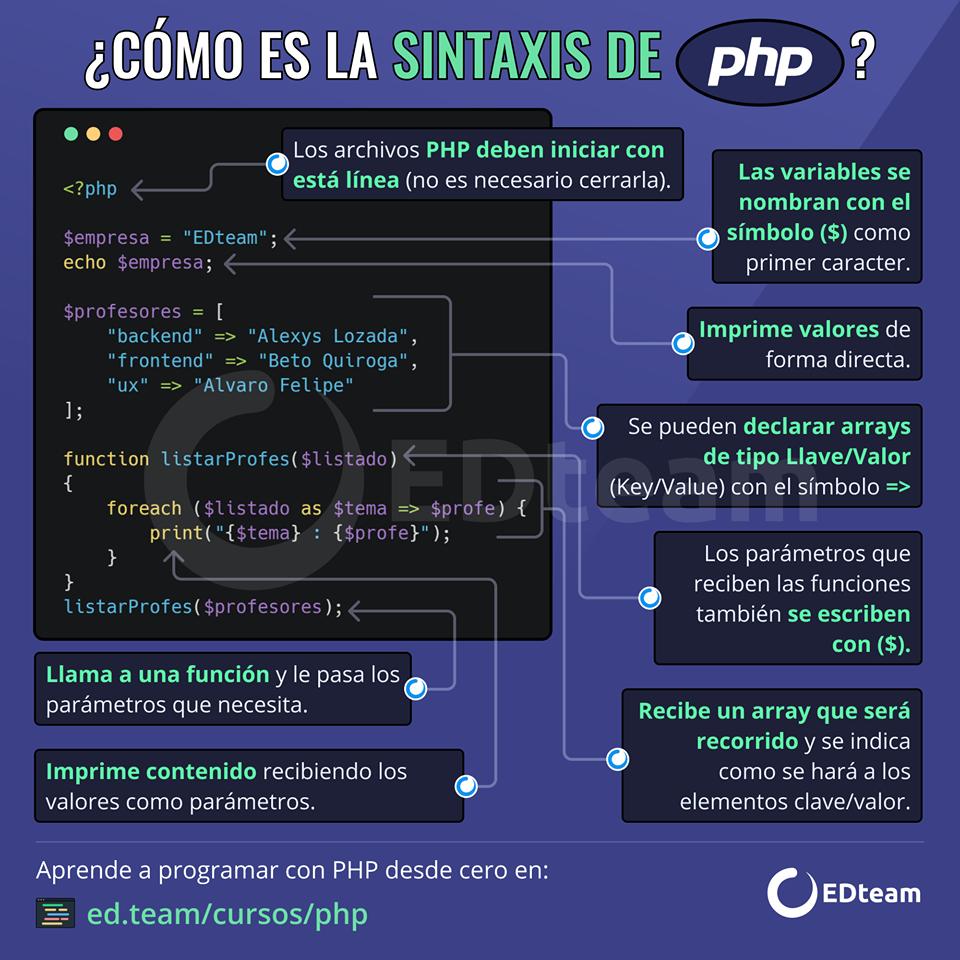 ¿CÓMO ES LA SINTAXIS DE php ?
Los archivos PHP deben iniciar con
está línea (no es necesario cerrarla).
<?php
Las variables se
nombran con el
símbolo ($) como
primer caracter.
$empresa = "EDteam";
echo $empresa;
Imprime valores de
forma directa.
$profesores = [
"backend" => "Alexys Lozada",
"frontend" => "Beto Quiroga",
"ux" => "Alvaro Felipe"
];
Se pueden declarar arrays
de tipo Llave/Valor
(Key/Value) con el símbolo =>
function listarProfes($listado)
{
foreach ($listado as $tema => $profe) {
print("{$tema} : {$profe}");
}
}
listarProfes($profesores);
EDteam
Los parámetros que
reciben las funciones
también se escriben
con ($).
Llama a una función y le pasa los
parámetros que necesita.
Recibe un array que será
recorrido y se indica
como se hará a los
elementos clave/valor.
Imprime contenido recibiendo los
valores como parámetros.
Aprende a programar con PHP desde cero en:
ed.team/cursos/php
EDteam